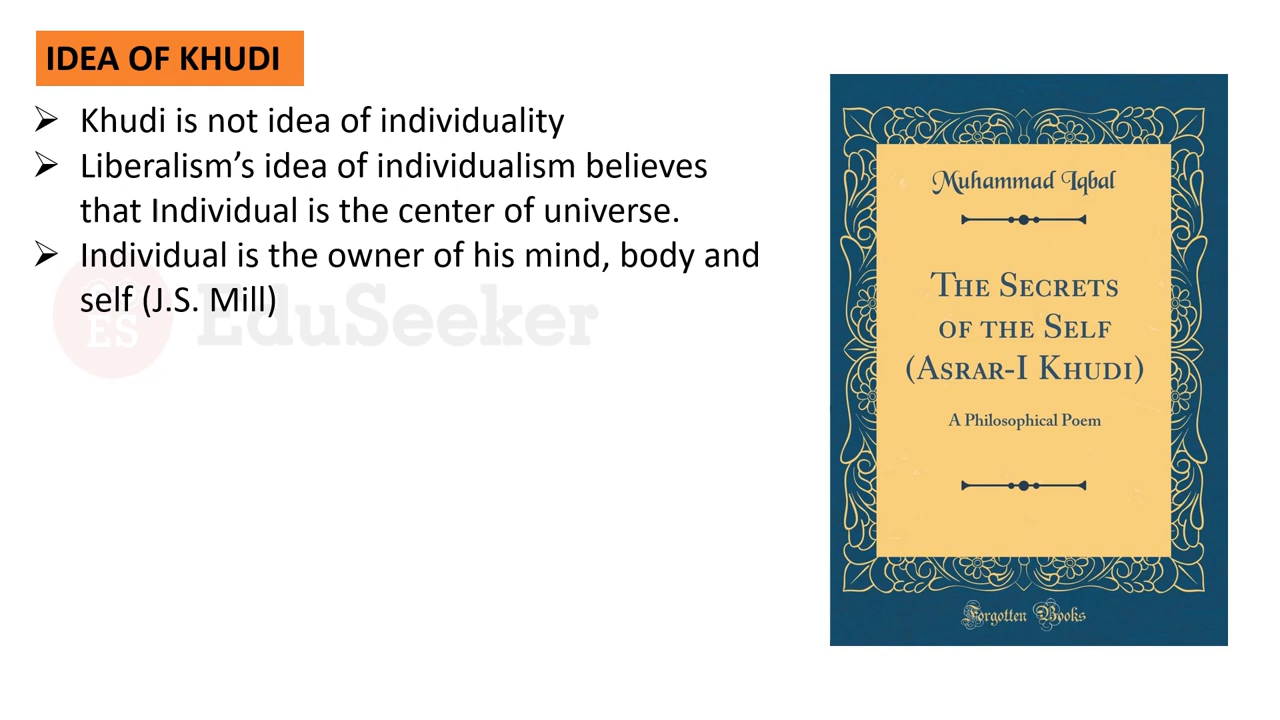 IDEA OF KHUDI
➢ Khudi is not idea of individuality
➢ Liberalism’s idea of individualism believes
that Individual is the center of universe.
➢ Individual is the owner of his mind, body and
self (J.S. Mill)
ES EduSeeker
Muhammad Iqbal
The Secrets
of the Self
(Asrar-I Khudi)
A Philosophical Poem
Forgotten Books